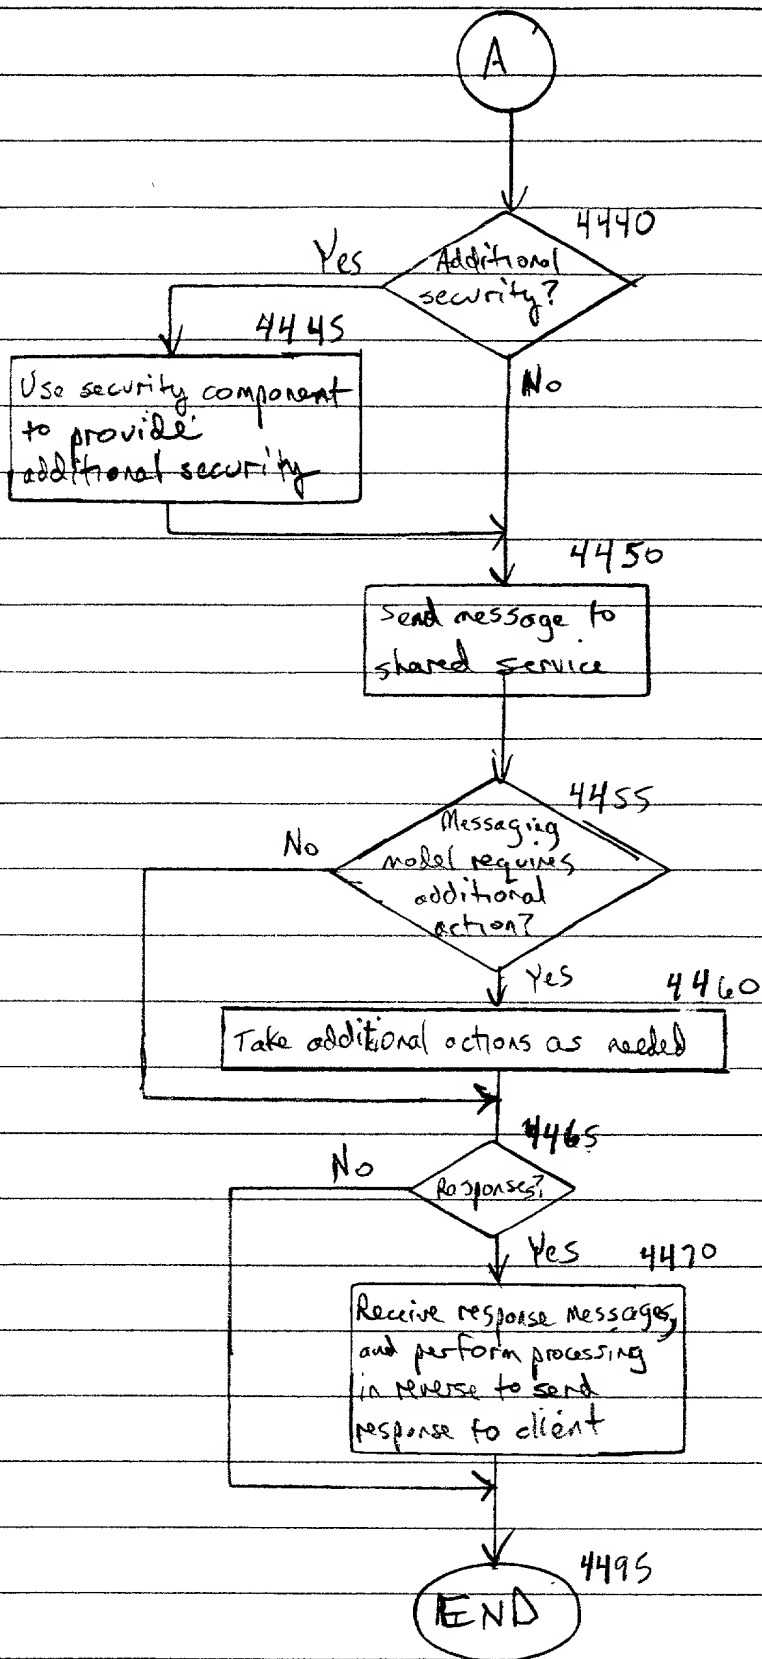 A
4440
Yes
Additional
security?
4445
No
Use security component
to provide
additional security
4450
Send message to
shared service
4455
No
Messaging
model requires
additional
action?
Yes
4460
Take additional actions as needed
4465
No
Responses?
Yes
4470
Receive response messages,
and perform processing
in reverse to send
response to client
4495
END